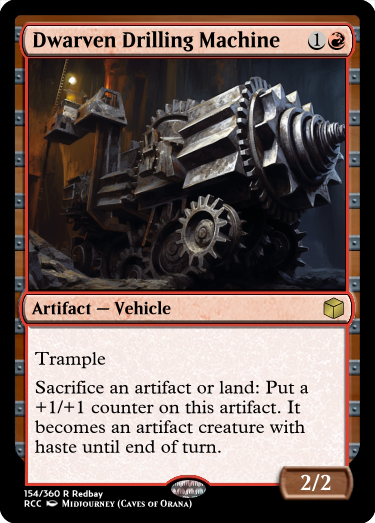 Dwarven Drilling Machine 1
Artifact — Vehicle
Trample
Sacrifice an artifact or land: Put a
+1/+1 counter on this artifact. It
becomes an artifact creature with
haste until end of turn.
2/2
154/360 R Redbay
RCC Midjourney (Caves of Orana)